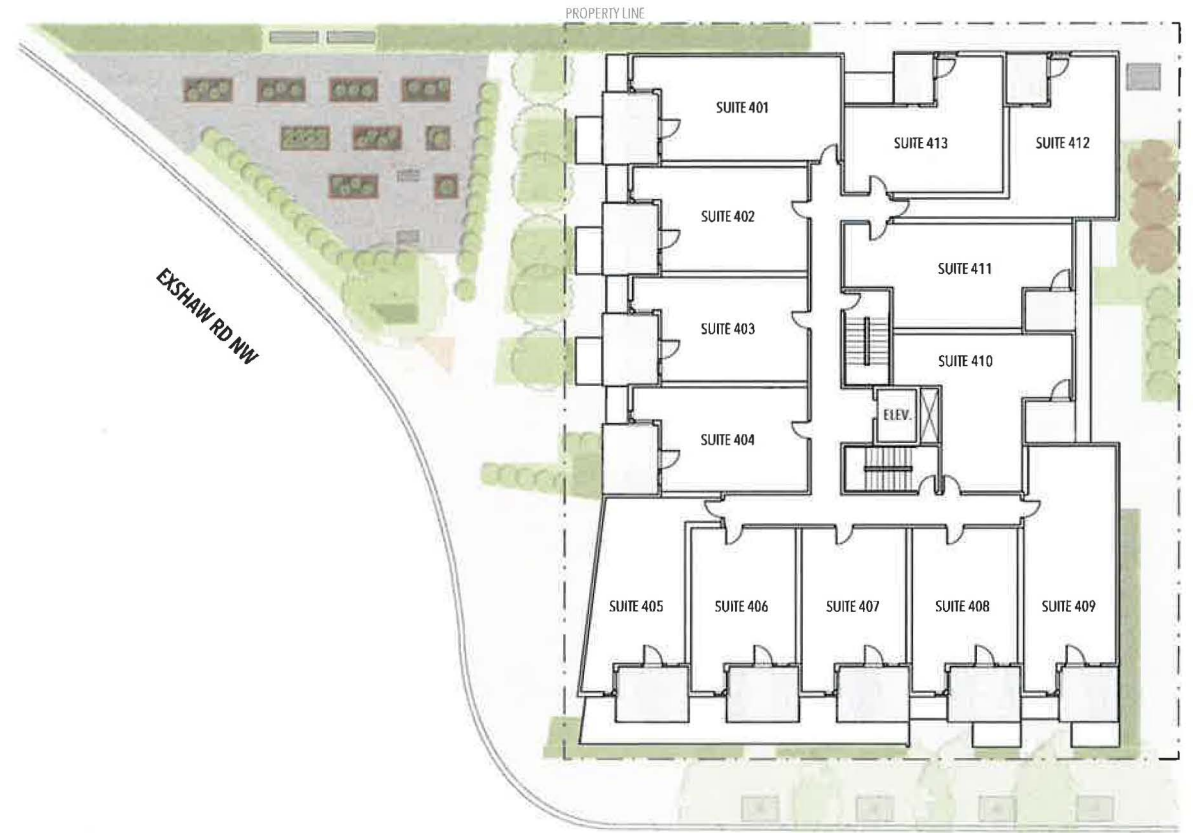 PROPERTY LINE
SUITE 401
SUITE 413
SUITE 412
SUITE 402
SUITE 411
EXSHAW RD NW
SUITE 403
SUITE 410
ELEV.
SUITE 404
SUITE 405
SUITE 406
SUITE 407
SUITE 408
SUITE 409